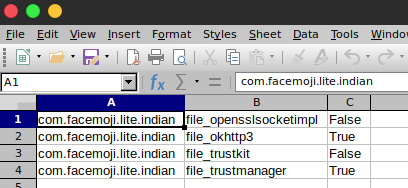 File Edit View Insert Format Styles Sheet Data Tools Window
A1 com.facemoji.lite.indian
A B C
1 com.facemoji.lite.indian file_opensslsocketimpl False
2 com.facemoji.lite.indian file_okhttp3 True
3 com.facemoji.lite.indian file_trustkit False
4 com.facemoji.lite.indian file_trustmanager True